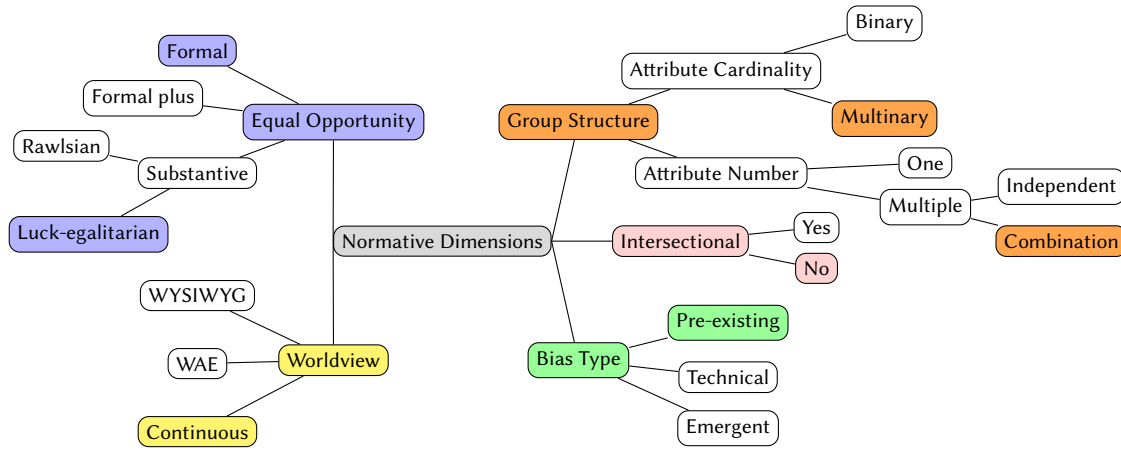 Formal
Formal plus
Equal Opportunity
Rawlsian
Substantive
Luck-egalitarian
WYSIWYG
WAE
Worldview
Continuous
Normative Dimensions
Binary
Attribute Cardinality
Group Structure
Multinary
One
Attribute Number
Independent
Multiple
Combination
Yes
Intersectional
No
Pre-existing
Bias Type
Technical
Emergent